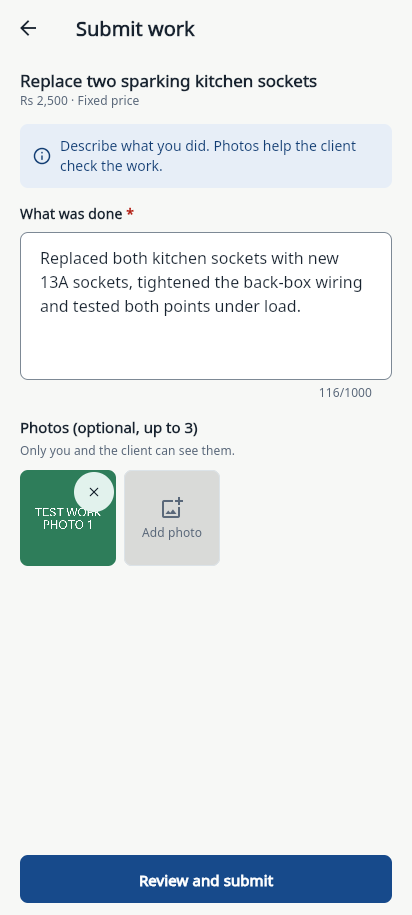 Submit work
Replace two sparking kitchen sockets
Rs 2,500 · Fixed price
Describe what you did. Photos help the client
check the work.
What was done *
Replaced both kitchen sockets with new
13A sockets, tightened the back-box wiring
and tested both points under load.
116/1000
Photos (optional, up to 3)
Only you and the client can see them.
TEST WORK
PHOTO 1
Add photo
Review and submit